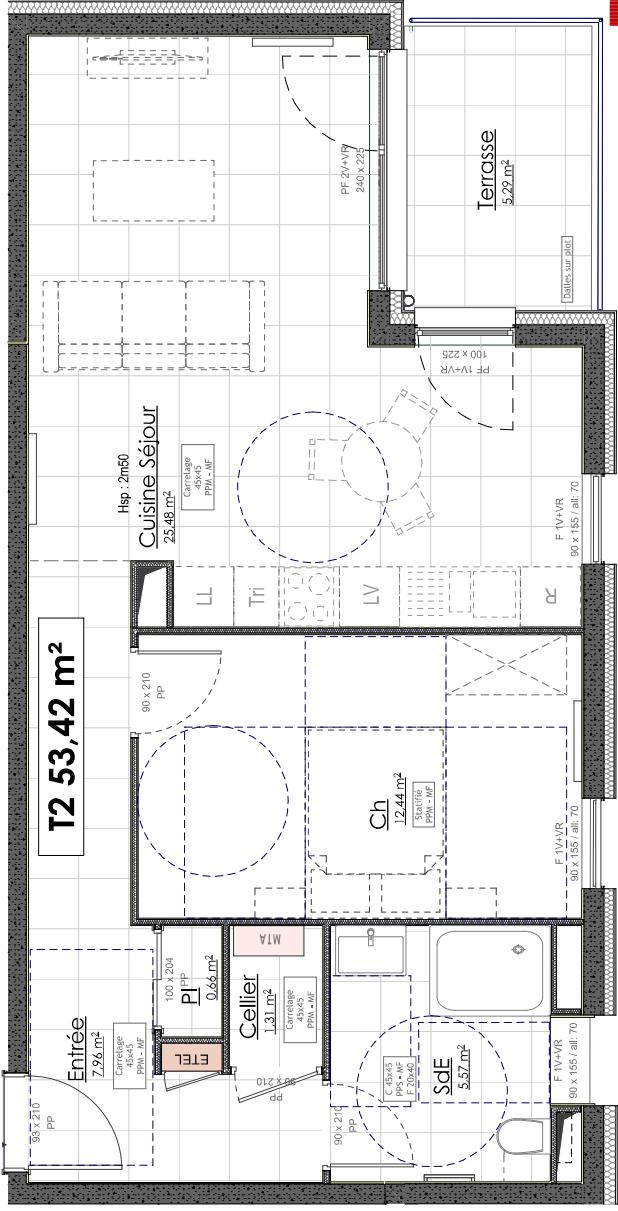 T2 53,42 m²
Terrasse
5,29 m²
Dalles sur plot
PF 2V+VR
240 x 225
PF 1V+VR
100 x 225
Hsp : 2m50
Cuisine Séjour
25,48 m²
Carrelage
45x45
PPM - MF
F 1V+VR
90 x 155 / all: 70
LL
Tri
LV
R
90 x 210
PP
Ch
12,44 m²
Statifié
PPM - MF
F 1V+VR
90 x 155 / all: 70
Entrée
7,96 m²
Carrelage
45x45
PPM - MF
93 x 210
PP
100 x 204
PP
Pl
0,66 m²
ETEL
MTA
Cellier
1,31 m²
Carrelage
45x45
PPM - MF
90 x 210
PP
90 x 210
PP
SdE
5,57 m²
C 45x45
PPS - MF
F 20x40
F 1V+VR
90 x 155 / all: 70